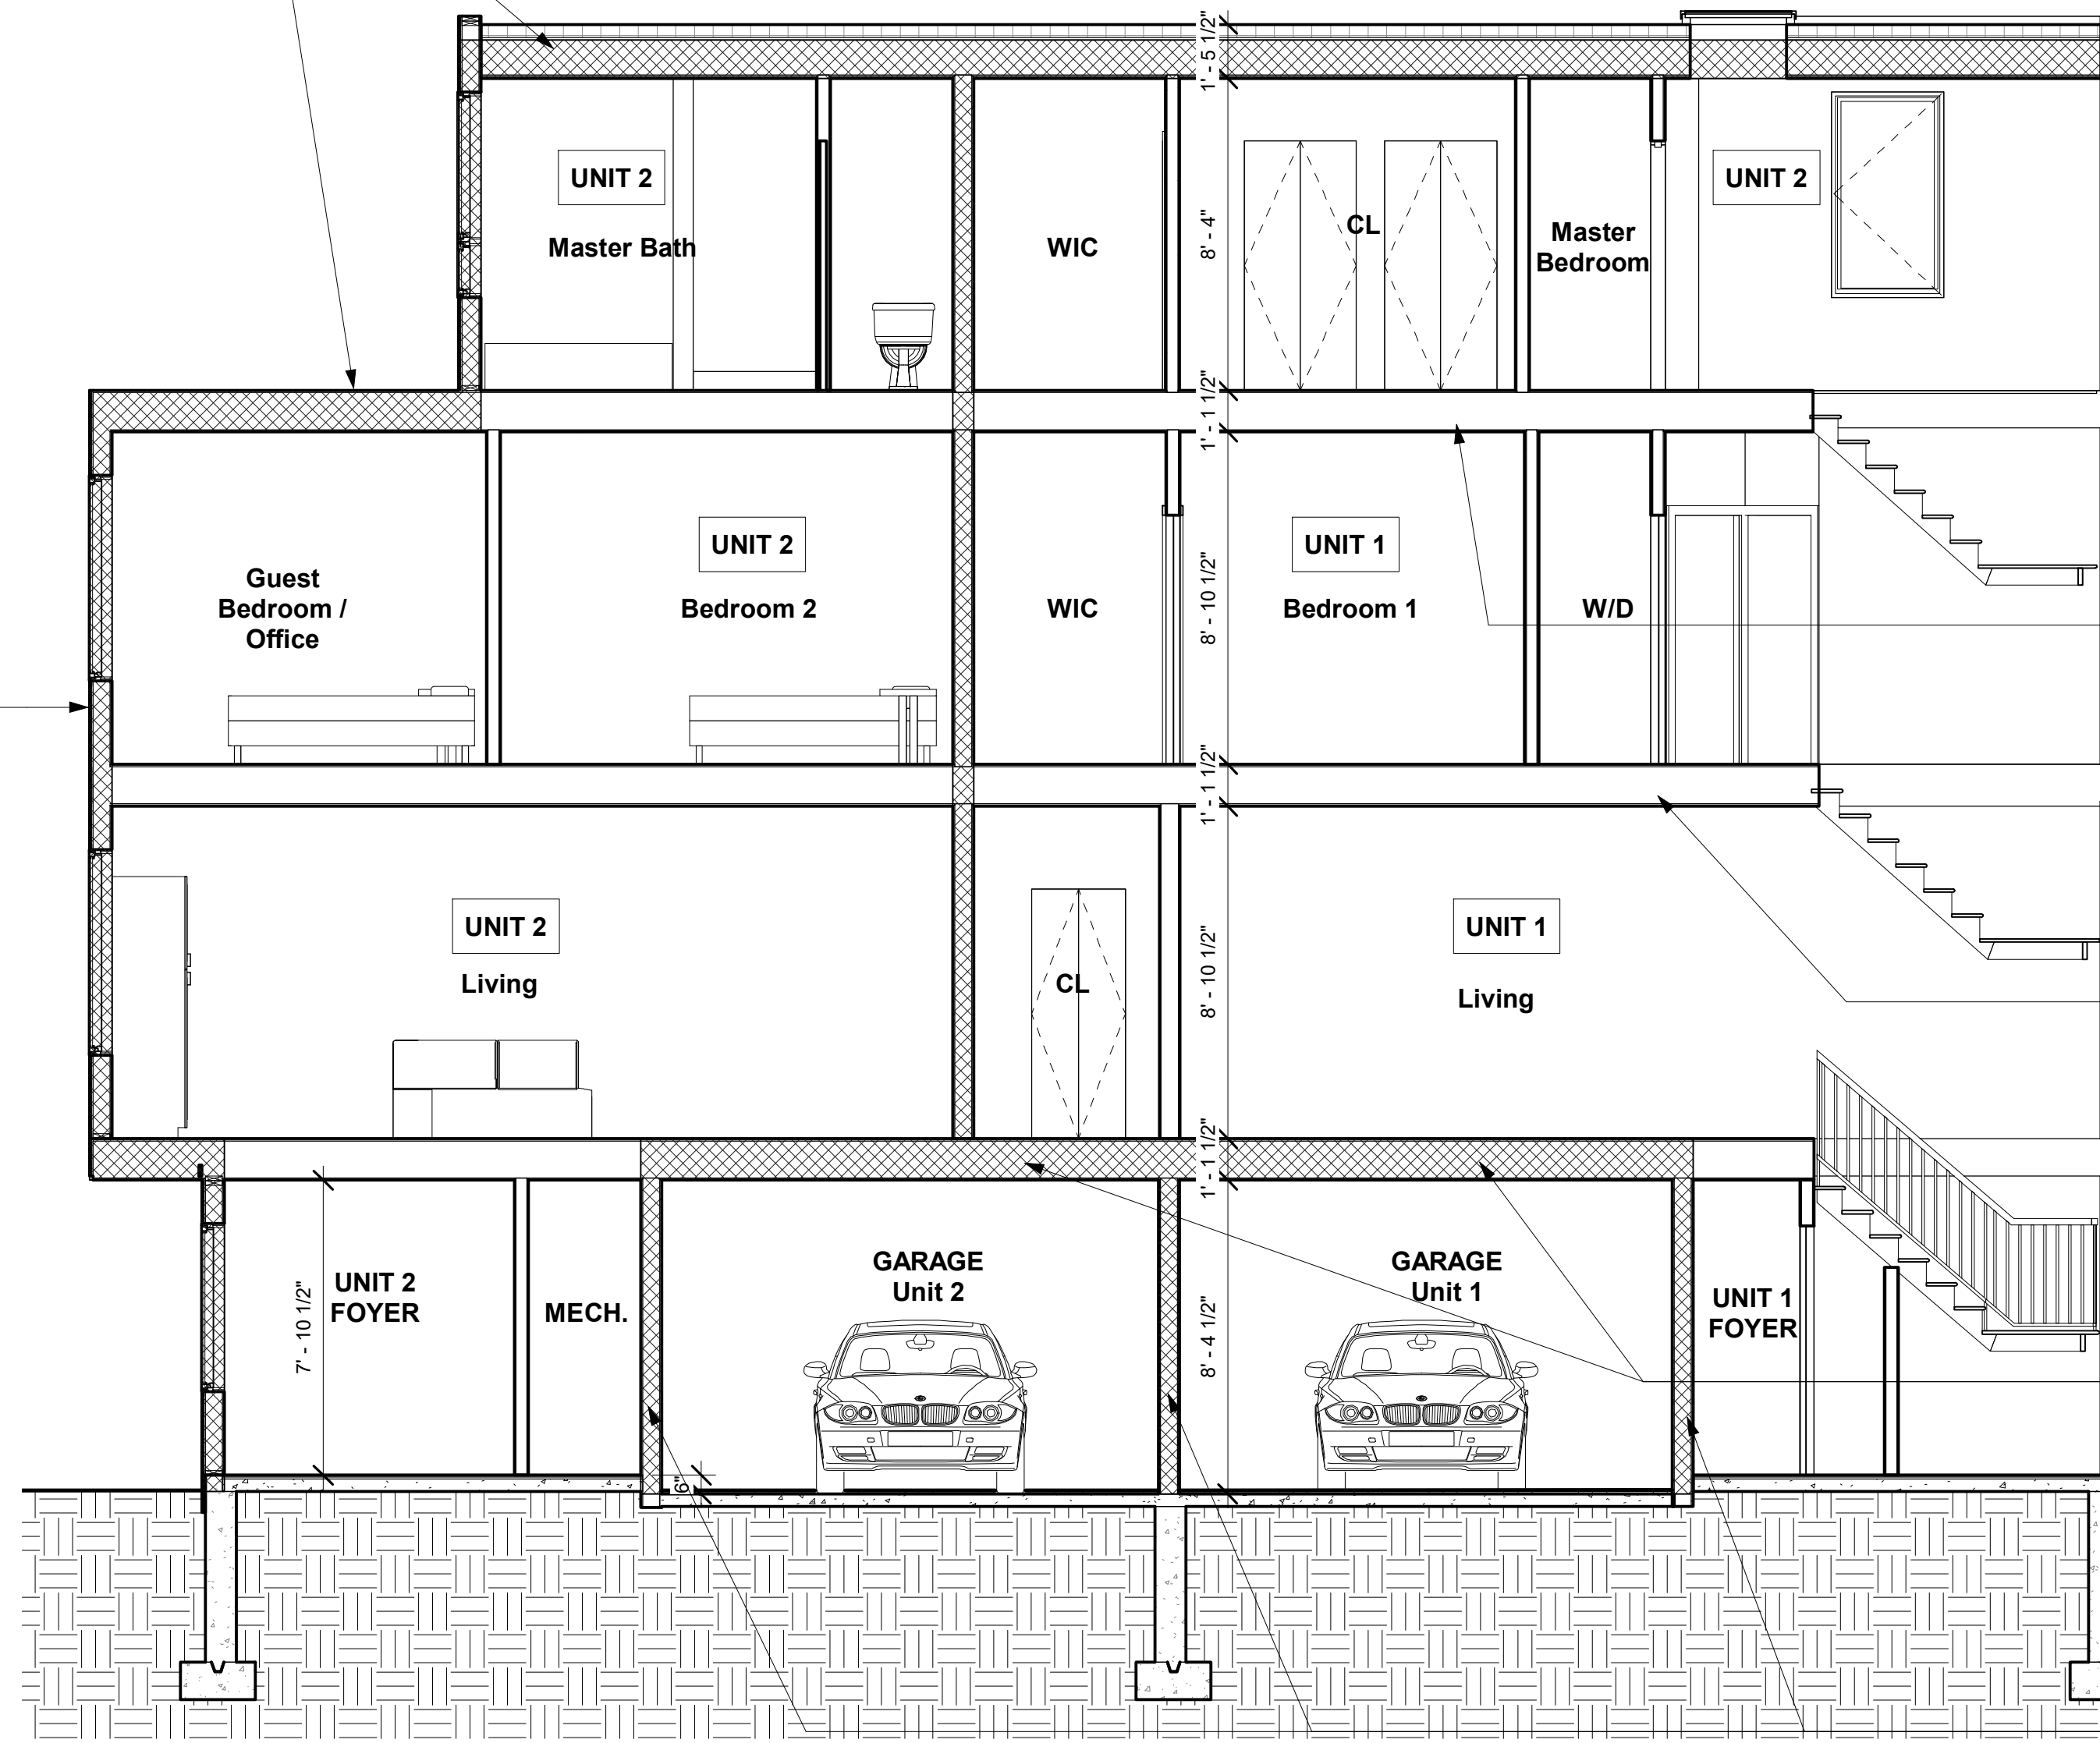 1' - 5 1/2"
UNIT 2
Master Bath
WIC
8' - 4"
CL
Master
Bedroom
UNIT 2
1' - 1 1/2"
Guest
Bedroom /
Office
UNIT 2
Bedroom 2
WIC
8' - 10 1/2"
UNIT 1
Bedroom 1
W/D
1' - 1 1/2"
UNIT 2
Living
CL
8' - 10 1/2"
UNIT 1
Living
1' - 1 1/2"
7' - 10 1/2"
UNIT 2
FOYER
MECH.
GARAGE
Unit 2
8' - 4 1/2"
GARAGE
Unit 1
UNIT 1
FOYER
6"